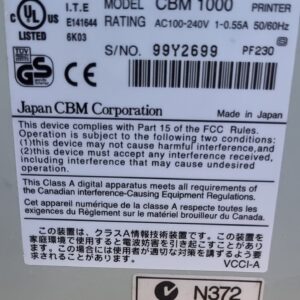 I.T.E MODEL CBM 1000 PRINTER
E141644 RATING AC100-240V 1-0.55A 50/60Hz
LISTED 6K03
S/NO. 99Y2699 PF230
GS
Japan CBM Corporation
This device complies with Part 15 of the FCC Rules.
Operation is subject to the following two conditions:
(1) this device may not cause harmful interference, and
(2) this device must accept any interference received,
including interference that may cause undesired
operation.
This Class A digital apparatus meets all requirements of
the Canadian Interference-Causing Equipment Regulations.
Cet appareil numérique de la classe A respecte toutes les
exigences du Règlement sur le matériel brouilleur du Canada.
この装置は、クラスA情報技術装置です。この装置を
家庭環境で使用すると電波妨害を引き起こすことがありま
す。この場合には使用者が適切な対策を講ずるよう要
求されることがあります。
VCCI-A
N372